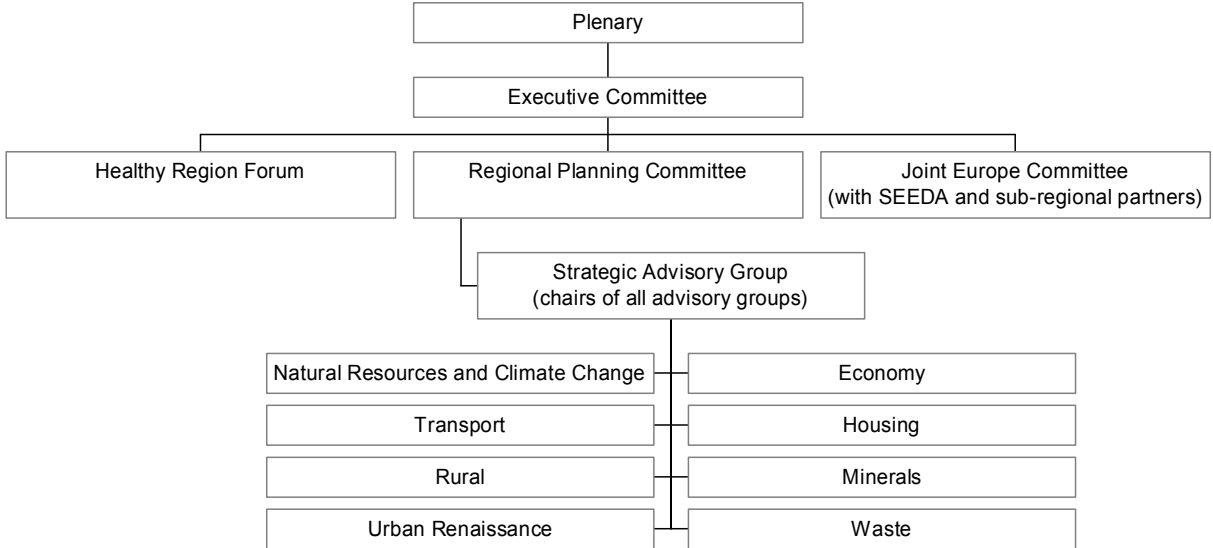 Plenary
Executive Committee
Healthy Region Forum
Regional Planning Committee
Joint Europe Committee
(with SEEDA and sub-regional partners)
Strategic Advisory Group
(chairs of all advisory groups)
Natural Resources and Climate Change
Economy
Transport
Housing
Rural
Minerals
Urban Renaissance
Waste